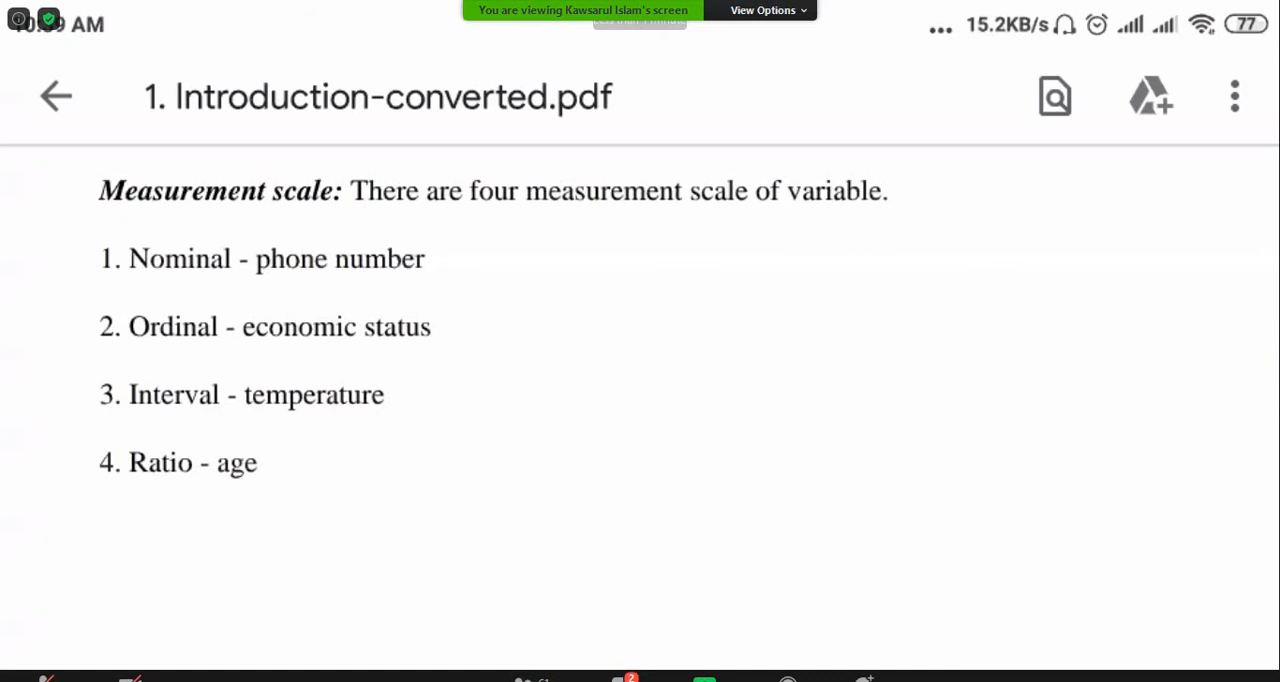 You are viewing Kawsarul Islam's screen
View Options
AM
15.2KB/s
77
1. Introduction-converted.pdf
Measurement scale: There are four measurement scale of variable.
1. Nominal - phone number
2. Ordinal - economic status
3. Interval - temperature
4. Ratio - age
2